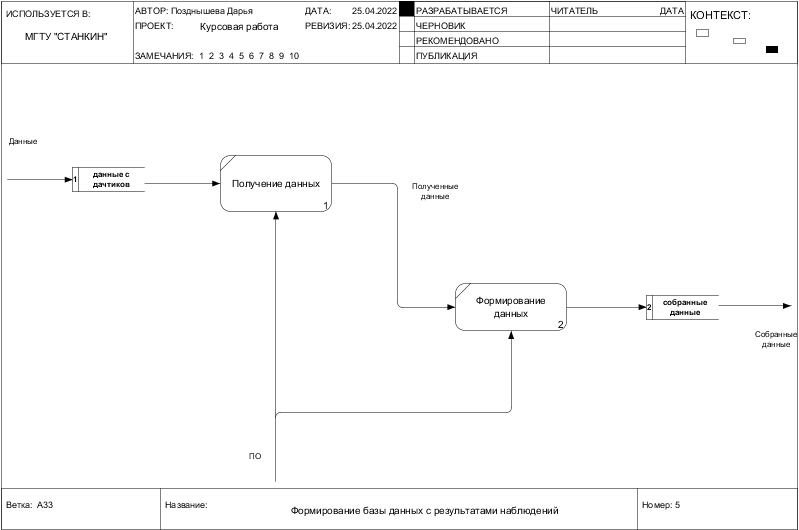 ИСПОЛЬЗУЕТСЯ В:
МГТУ "СТАНКИН"
АВТОР: Позднышева Дарья
ДАТА: 25.04.2022
ПРОЕКТ: Курсовая работа
РЕВИЗИЯ: 25.04.2022
ЗАМЕЧАНИЯ: 1 2 3 4 5 6 7 8 9 10
РАЗРАБАТЫВАЕТСЯ
ЧЕРНОВИК
РЕКОМЕНДОВАНО
ПУБЛИКАЦИЯ
ЧИТАТЕЛЬ ДАТА
КОНТЕКСТ:
Данные
1
данные с
дачтиков
Получение данных
1
Полученные
данные
Формирование
данных
2
2
собранные
данные
Собранные
данные
ПО
Ветка: A33
Название:
Формирование базы данных с результатами наблюдений
Номер: 5